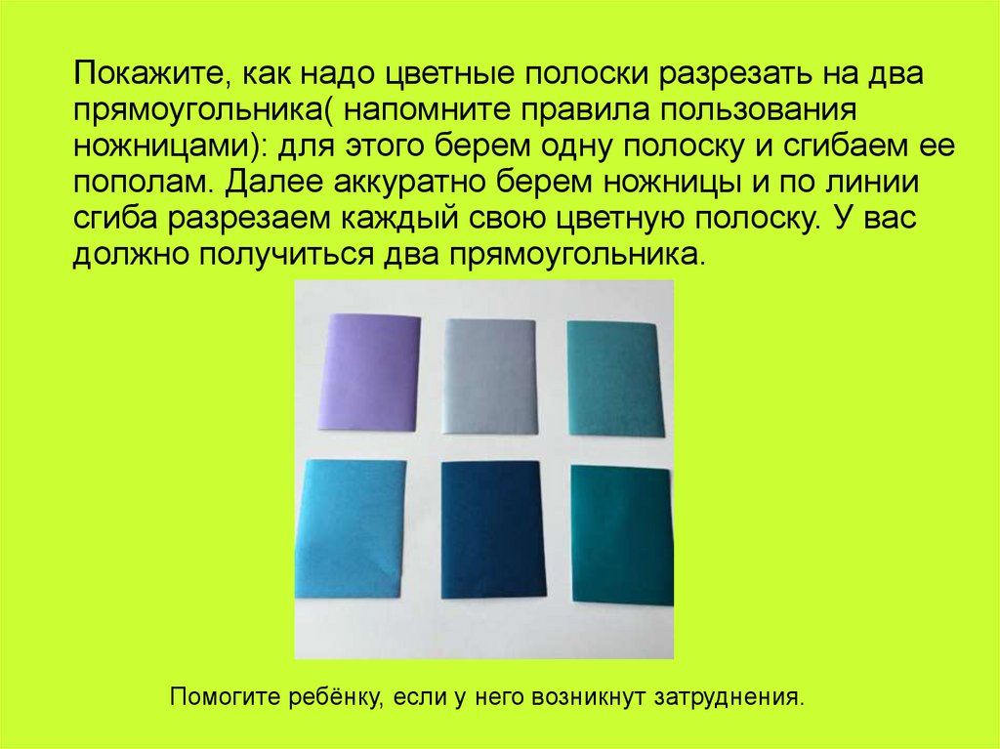 Покажите, как надо цветные полоски разрезать на два
прямоугольника( напомните правила пользования
ножницами): для этого берем одну полоску и сгибаем ее
пополам. Далее аккуратно берем ножницы и по линии
сгиба разрезаем каждый свою цветную полоску. У вас
должно получиться два прямоугольника.
Помогите ребёнку, если у него возникнут затруднения.